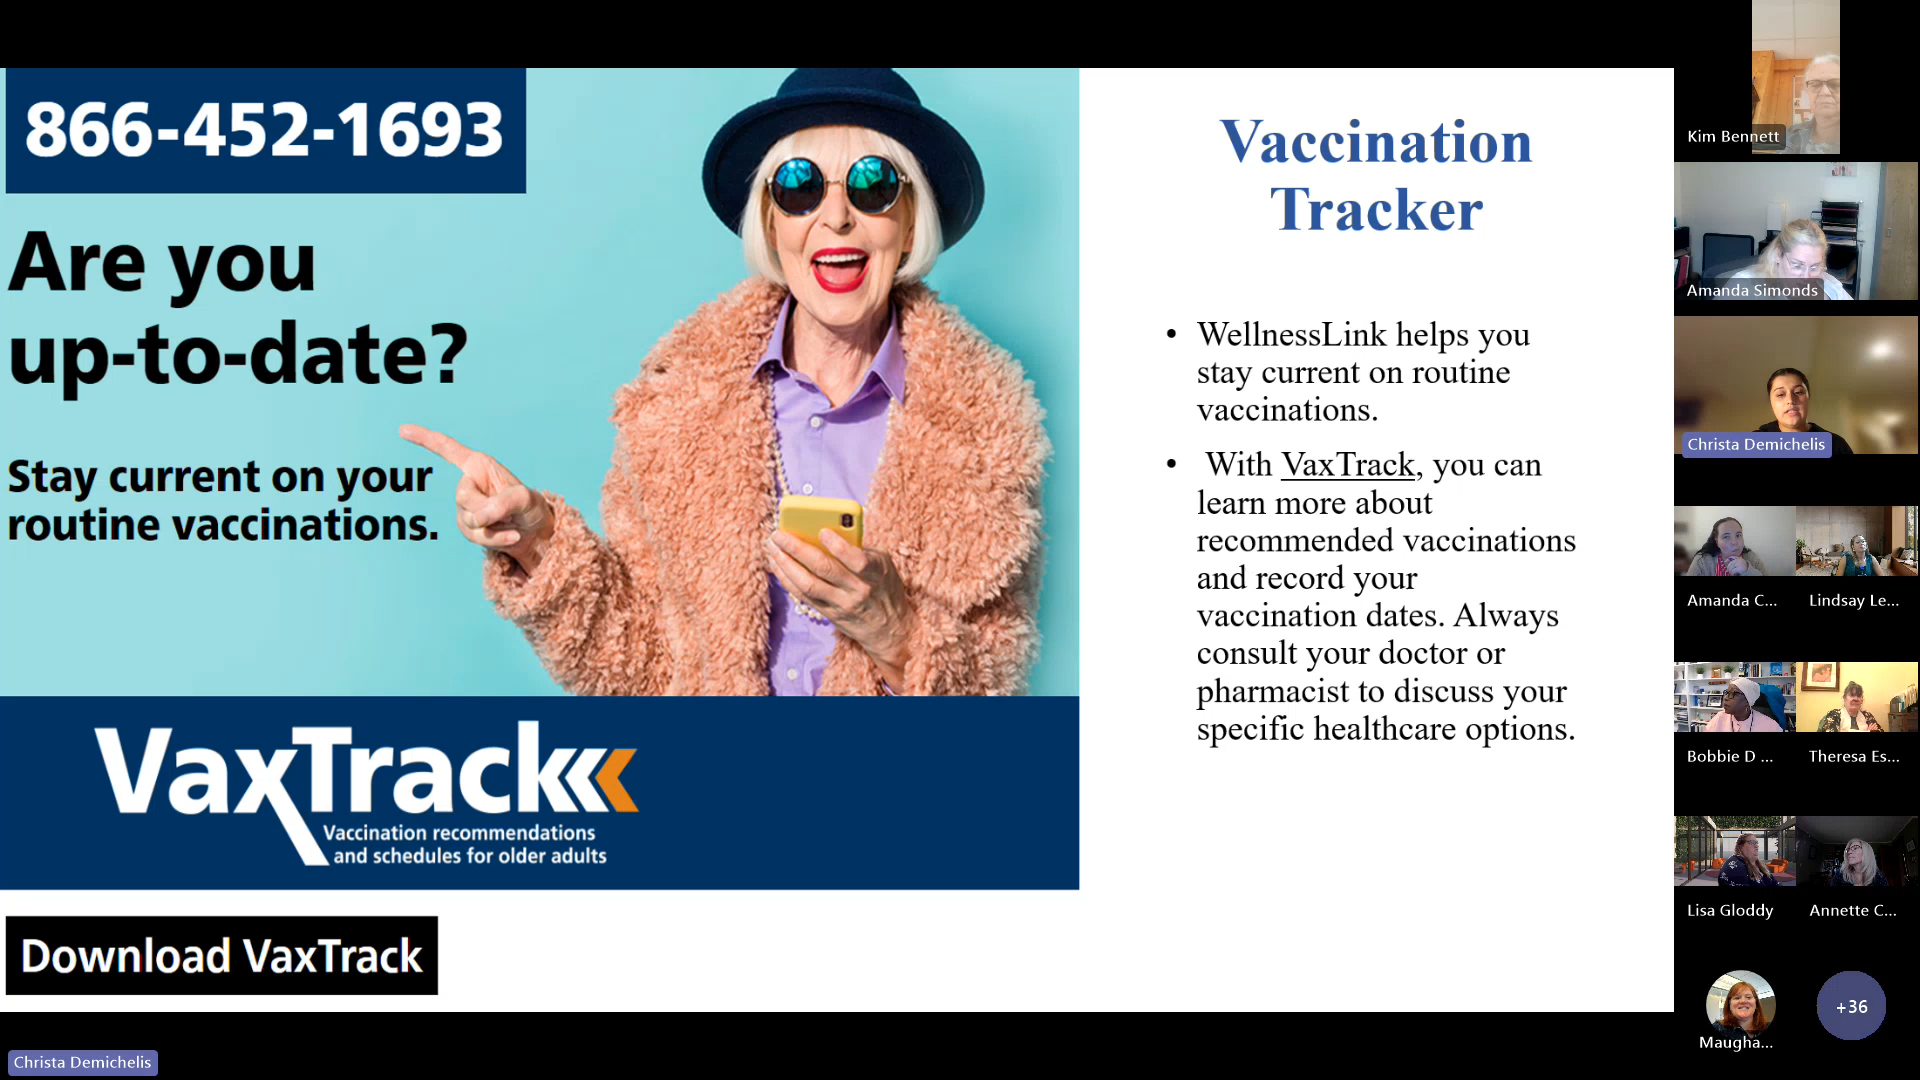 866-452-1693
Are you
up-to-date?
Stay current on your
routine vaccinations.
VaxTrack
Vaccination recommendations
and schedules for older adults
Download VaxTrack
Vaccination
Tracker
• WellnessLink helps you
stay current on routine
vaccinations.
• With VaxTrack, you can
learn more about
recommended vaccinations
and record your
vaccination dates. Always
consult your doctor or
pharmacist to discuss your
specific healthcare options.
Kim Bennett
Amanda Simonds
Christa Demichelis
Amanda C...
Lindsay Le...
Bobbie D ...
Theresa Es...
Lisa Gloddy
Annette C...
Maugha...
+36
Christa Demichelis